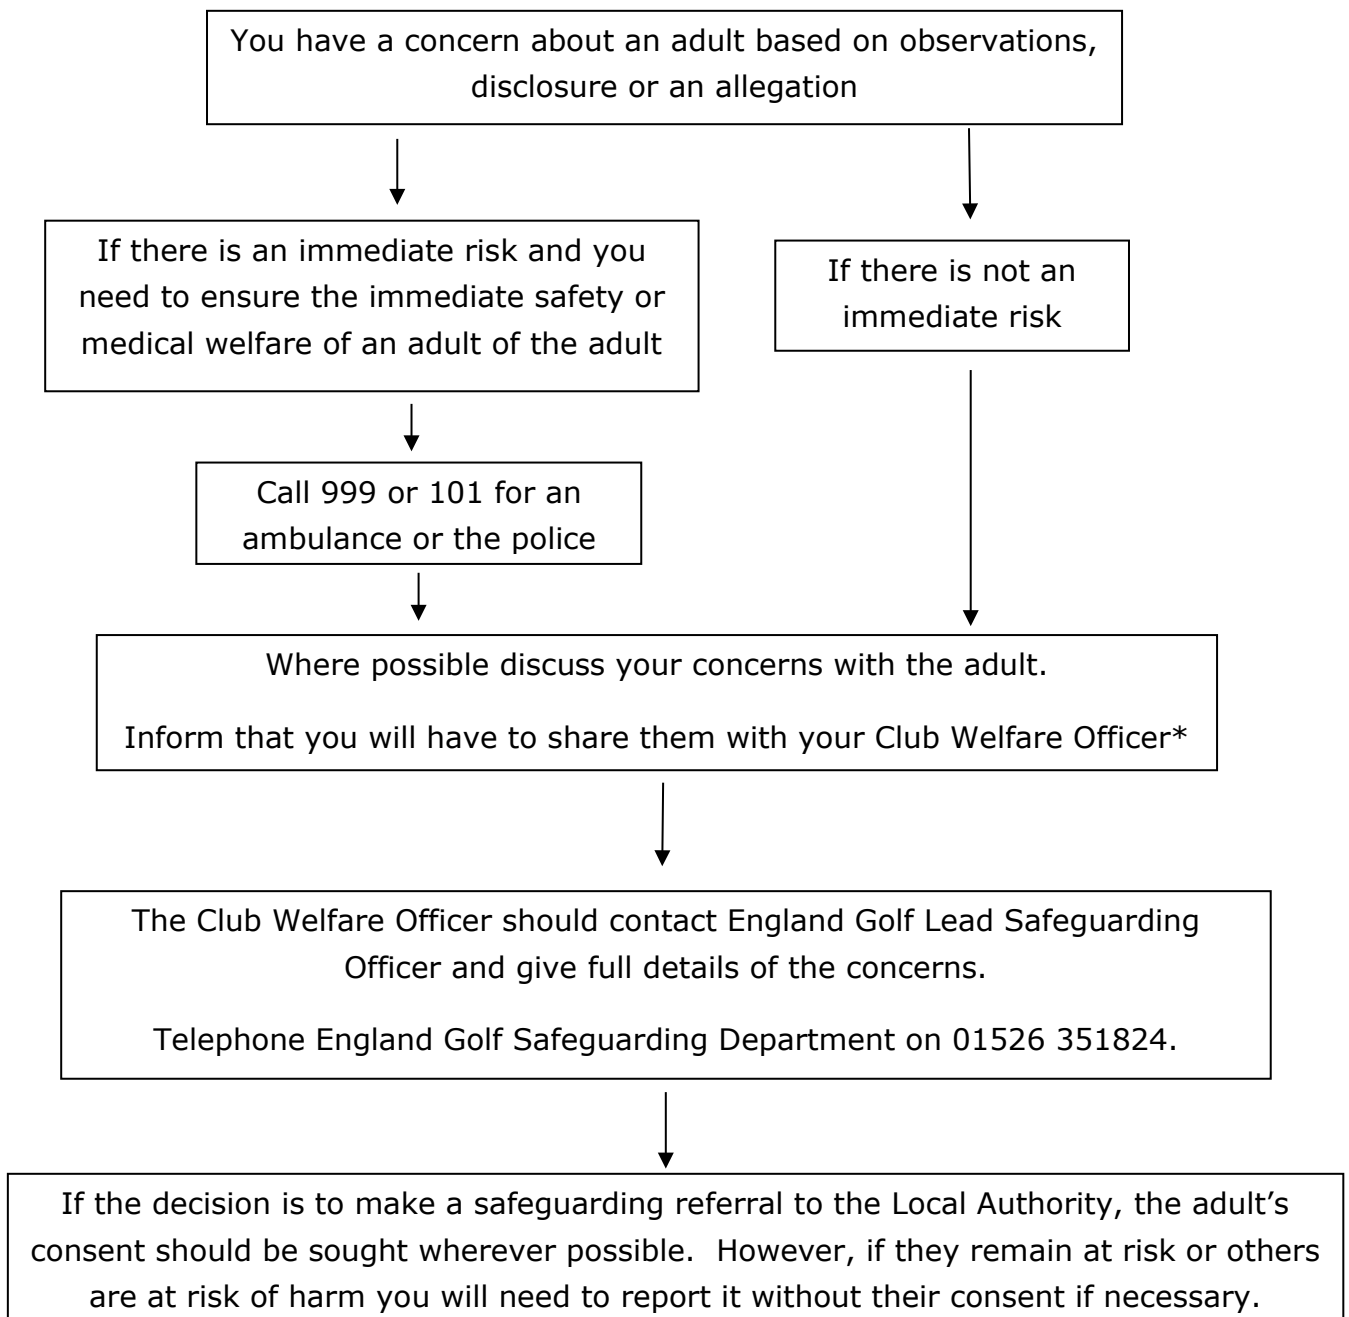 You have a concern about an adult based on observations,
disclosure or an allegation
If there is an immediate risk and you
need to ensure the immediate safety or
medical welfare of an adult of the adult
If there is not an
immediate risk
Call 999 or 101 for an
ambulance or the police
Where possible discuss your concerns with the adult.
Inform that you will have to share them with your Club Welfare Officer*
The Club Welfare Officer should contact England Golf Lead Safeguarding
Officer and give full details of the concerns.
Telephone England Golf Safeguarding Department on 01526 351824.
If the decision is to make a safeguarding referral to the Local Authority, the adult’s
consent should be sought wherever possible.  However, if they remain at risk or others
are at risk of harm you will need to report it without their consent if necessary.